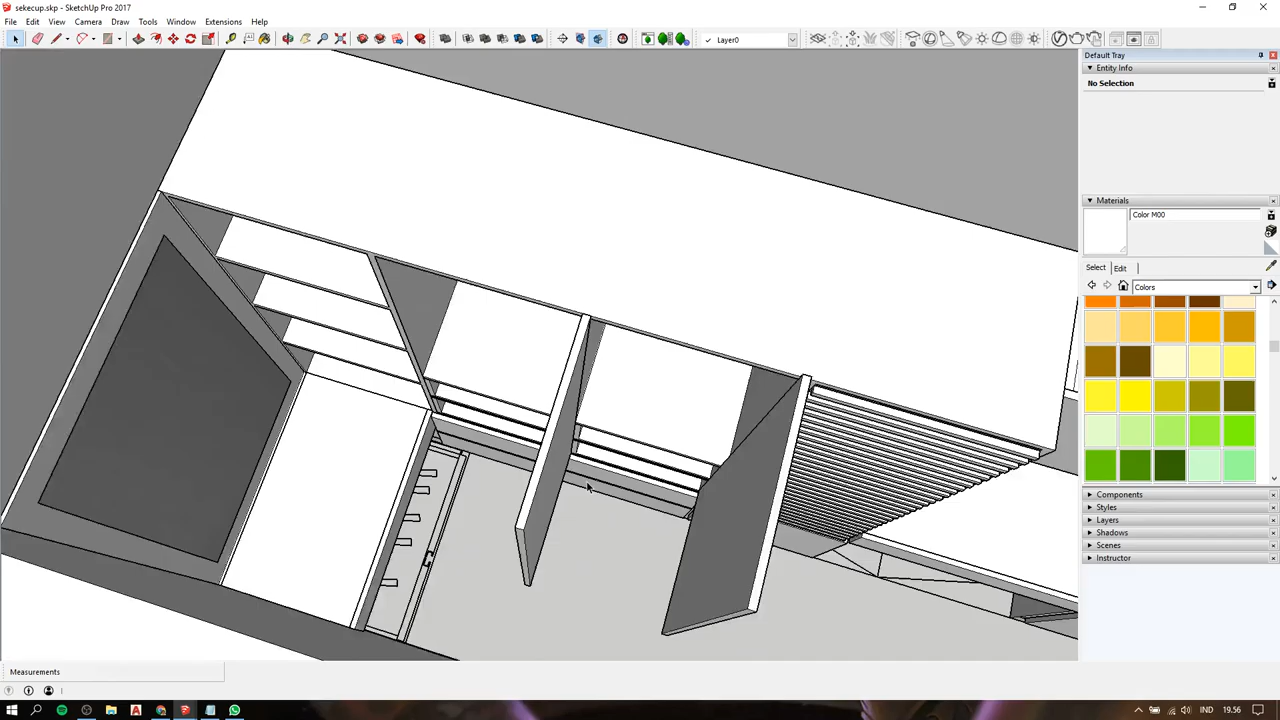 sekecup.skp - SketchUp Pro 2017
File Edit View Camera Draw Tools Window Extensions Help
Layer0
Default Tray
Entity Info
No Selection
Materials
Color M00
Select Edit
Colors
Components
Styles
Layers
Shadows
Scenes
Instructor
Measurements
IND 19.56